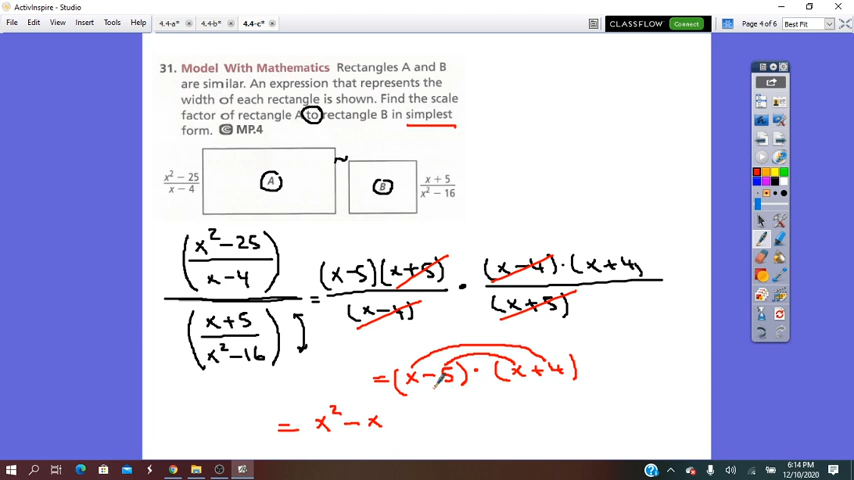 ActivInspire - Studio
File Edit View Insert Tools Help
4.4-a* 4.4-b* 4.4-c*
CLASSFLOW Connect Page 4 of 6 Best Fit
31. Model With Mathematics Rectangles A and B
are similar. An expression that represents the
width of each rectangle is shown. Find the scale
factor of rectangle A to rectangle B in simplest
form. MP.4
x² − 25
x − 4
A
~
B
x + 5
x² − 16
(x² − 25 / x − 4) / (x + 5 / x² − 16) = (x − 5)(x + 5) / (x − 4) • (x − 4) · (x + 4) / (x + 5)
= (x − 5) · (x + 4)
= x² − x
6:14 PM
12/10/2020